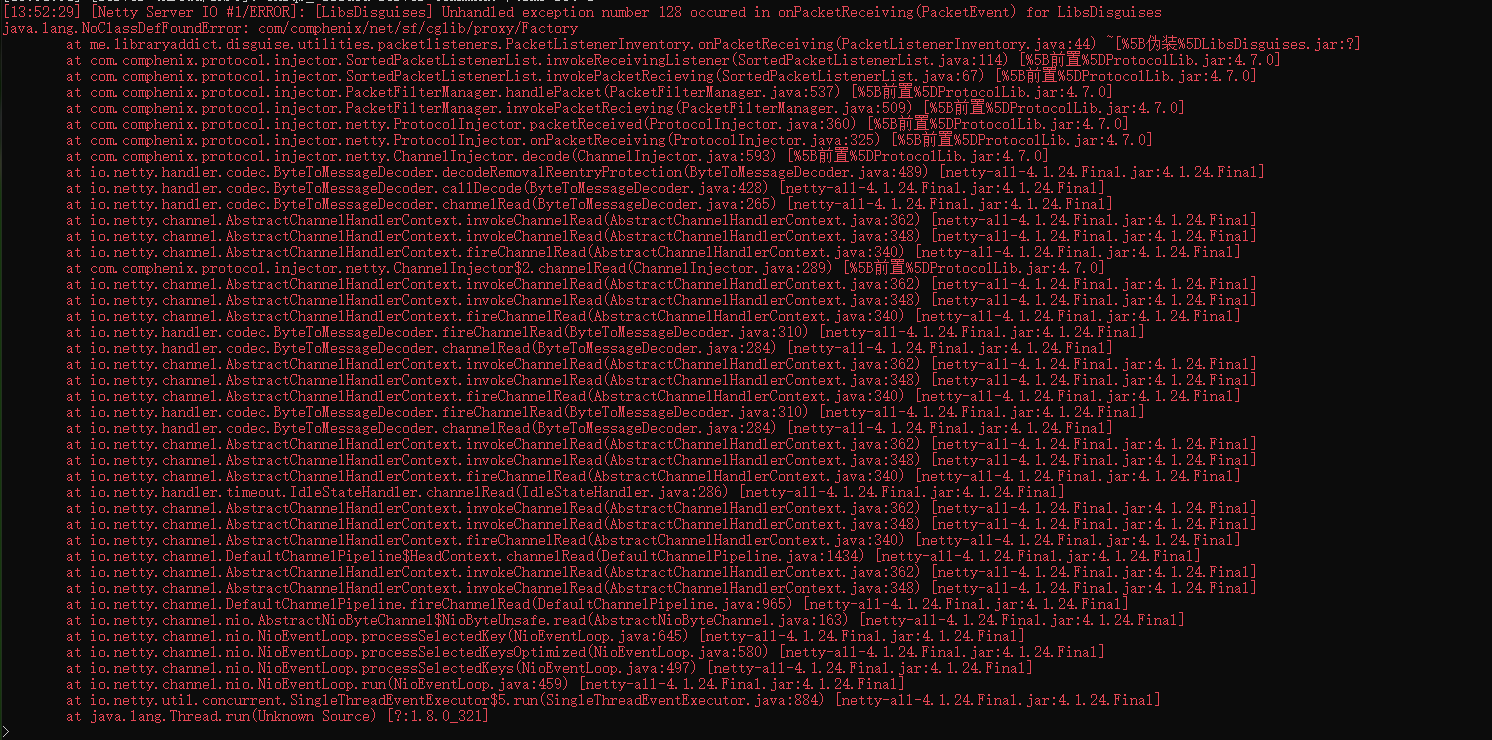 [13:52:29] [Netty Server IO #1/ERROR]: [LibsDisguises] Unhandled exception number 128 occured in onPacketReceiving(PacketEvent) for LibsDisguises
java.lang.NoClassDefFoundError: com/comphenix/net/sf/cglib/proxy/Factory
at me.libraryaddict.disguise.utilities.packetlisteners.PacketListenerInventory.onPacketReceiving(PacketListenerInventory.java:44) ~[%5B伪装%5DLibsDisguises.jar:?]
at com.comphenix.protocol.injector.SortedPacketListenerList.invokeReceivingListener(SortedPacketListenerList.java:114) [%5B前置%5DProtocolLib.jar:4.7.0]
at com.comphenix.protocol.injector.SortedPacketListenerList.invokePacketRecieving(SortedPacketListenerList.java:67) [%5B前置%5DProtocolLib.jar:4.7.0]
at com.comphenix.protocol.injector.PacketFilterManager.handlePacket(PacketFilterManager.java:537) [%5B前置%5DProtocolLib.jar:4.7.0]
at com.comphenix.protocol.injector.PacketFilterManager.invokePacketRecieving(PacketFilterManager.java:509) [%5B前置%5DProtocolLib.jar:4.7.0]
at com.comphenix.protocol.injector.netty.ProtocolInjector.packetReceived(ProtocolInjector.java:360) [%5B前置%5DProtocolLib.jar:4.7.0]
at com.comphenix.protocol.injector.netty.ProtocolInjector.onPacketReceiving(ProtocolInjector.java:325) [%5B前置%5DProtocolLib.jar:4.7.0]
at com.comphenix.protocol.injector.netty.ChannelInjector.decode(ChannelInjector.java:593) [%5B前置%5DProtocolLib.jar:4.7.0]
at io.netty.handler.codec.ByteToMessageDecoder.decodeRemovalReentryProtection(ByteToMessageDecoder.java:489) [netty-all-4.1.24.Final.jar:4.1.24.Final]
at io.netty.handler.codec.ByteToMessageDecoder.callDecode(ByteToMessageDecoder.java:428) [netty-all-4.1.24.Final.jar:4.1.24.Final]
at io.netty.handler.codec.ByteToMessageDecoder.channelRead(ByteToMessageDecoder.java:265) [netty-all-4.1.24.Final.jar:4.1.24.Final]
at io.netty.channel.AbstractChannelHandlerContext.invokeChannelRead(AbstractChannelHandlerContext.java:362) [netty-all-4.1.24.Final.jar:4.1.24.Final]
at io.netty.channel.AbstractChannelHandlerContext.invokeChannelRead(AbstractChannelHandlerContext.java:348) [netty-all-4.1.24.Final.jar:4.1.24.Final]
at io.netty.channel.AbstractChannelHandlerContext.fireChannelRead(AbstractChannelHandlerContext.java:340) [netty-all-4.1.24.Final.jar:4.1.24.Final]
at com.comphenix.protocol.injector.netty.ChannelInjector$2.channelRead(ChannelInjector.java:289) [%5B前置%5DProtocolLib.jar:4.7.0]
at io.netty.channel.AbstractChannelHandlerContext.invokeChannelRead(AbstractChannelHandlerContext.java:362) [netty-all-4.1.24.Final.jar:4.1.24.Final]
at io.netty.channel.AbstractChannelHandlerContext.invokeChannelRead(AbstractChannelHandlerContext.java:348) [netty-all-4.1.24.Final.jar:4.1.24.Final]
at io.netty.channel.AbstractChannelHandlerContext.fireChannelRead(AbstractChannelHandlerContext.java:340) [netty-all-4.1.24.Final.jar:4.1.24.Final]
at io.netty.handler.codec.ByteToMessageDecoder.fireChannelRead(ByteToMessageDecoder.java:310) [netty-all-4.1.24.Final.jar:4.1.24.Final]
at io.netty.handler.codec.ByteToMessageDecoder.channelRead(ByteToMessageDecoder.java:284) [netty-all-4.1.24.Final.jar:4.1.24.Final]
at io.netty.channel.AbstractChannelHandlerContext.invokeChannelRead(AbstractChannelHandlerContext.java:362) [netty-all-4.1.24.Final.jar:4.1.24.Final]
at io.netty.channel.AbstractChannelHandlerContext.invokeChannelRead(AbstractChannelHandlerContext.java:348) [netty-all-4.1.24.Final.jar:4.1.24.Final]
at io.netty.channel.AbstractChannelHandlerContext.fireChannelRead(AbstractChannelHandlerContext.java:340) [netty-all-4.1.24.Final.jar:4.1.24.Final]
at io.netty.handler.codec.ByteToMessageDecoder.fireChannelRead(ByteToMessageDecoder.java:310) [netty-all-4.1.24.Final.jar:4.1.24.Final]
at io.netty.handler.codec.ByteToMessageDecoder.channelRead(ByteToMessageDecoder.java:284) [netty-all-4.1.24.Final.jar:4.1.24.Final]
at io.netty.channel.AbstractChannelHandlerContext.invokeChannelRead(AbstractChannelHandlerContext.java:362) [netty-all-4.1.24.Final.jar:4.1.24.Final]
at io.netty.channel.AbstractChannelHandlerContext.invokeChannelRead(AbstractChannelHandlerContext.java:348) [netty-all-4.1.24.Final.jar:4.1.24.Final]
at io.netty.channel.AbstractChannelHandlerContext.fireChannelRead(AbstractChannelHandlerContext.java:340) [netty-all-4.1.24.Final.jar:4.1.24.Final]
at io.netty.handler.timeout.IdleStateHandler.channelRead(IdleStateHandler.java:286) [netty-all-4.1.24.Final.jar:4.1.24.Final]
at io.netty.channel.AbstractChannelHandlerContext.invokeChannelRead(AbstractChannelHandlerContext.java:362) [netty-all-4.1.24.Final.jar:4.1.24.Final]
at io.netty.channel.AbstractChannelHandlerContext.invokeChannelRead(AbstractChannelHandlerContext.java:348) [netty-all-4.1.24.Final.jar:4.1.24.Final]
at io.netty.channel.AbstractChannelHandlerContext.fireChannelRead(AbstractChannelHandlerContext.java:340) [netty-all-4.1.24.Final.jar:4.1.24.Final]
at io.netty.channel.DefaultChannelPipeline$HeadContext.channelRead(DefaultChannelPipeline.java:1434) [netty-all-4.1.24.Final.jar:4.1.24.Final]
at io.netty.channel.AbstractChannelHandlerContext.invokeChannelRead(AbstractChannelHandlerContext.java:362) [netty-all-4.1.24.Final.jar:4.1.24.Final]
at io.netty.channel.AbstractChannelHandlerContext.invokeChannelRead(AbstractChannelHandlerContext.java:348) [netty-all-4.1.24.Final.jar:4.1.24.Final]
at io.netty.channel.DefaultChannelPipeline.fireChannelRead(DefaultChannelPipeline.java:965) [netty-all-4.1.24.Final.jar:4.1.24.Final]
at io.netty.channel.nio.AbstractNioByteChannel$NioByteUnsafe.read(AbstractNioByteChannel.java:163) [netty-all-4.1.24.Final.jar:4.1.24.Final]
at io.netty.channel.nio.NioEventLoop.processSelectedKey(NioEventLoop.java:645) [netty-all-4.1.24.Final.jar:4.1.24.Final]
at io.netty.channel.nio.NioEventLoop.processSelectedKeysOptimized(NioEventLoop.java:580) [netty-all-4.1.24.Final.jar:4.1.24.Final]
at io.netty.channel.nio.NioEventLoop.processSelectedKeys(NioEventLoop.java:497) [netty-all-4.1.24.Final.jar:4.1.24.Final]
at io.netty.channel.nio.NioEventLoop.run(NioEventLoop.java:459) [netty-all-4.1.24.Final.jar:4.1.24.Final]
at io.netty.util.concurrent.SingleThreadEventExecutor$5.run(SingleThreadEventExecutor.java:884) [netty-all-4.1.24.Final.jar:4.1.24.Final]
at java.lang.Thread.run(Unknown Source) [?:1.8.0_321]
>